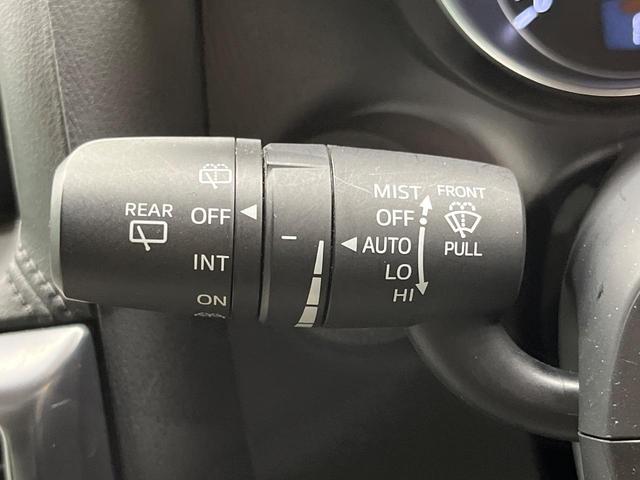 REAR
OFF
INT
ON
MIST
OFF
AUTO
LO
HI
FRONT
PULL